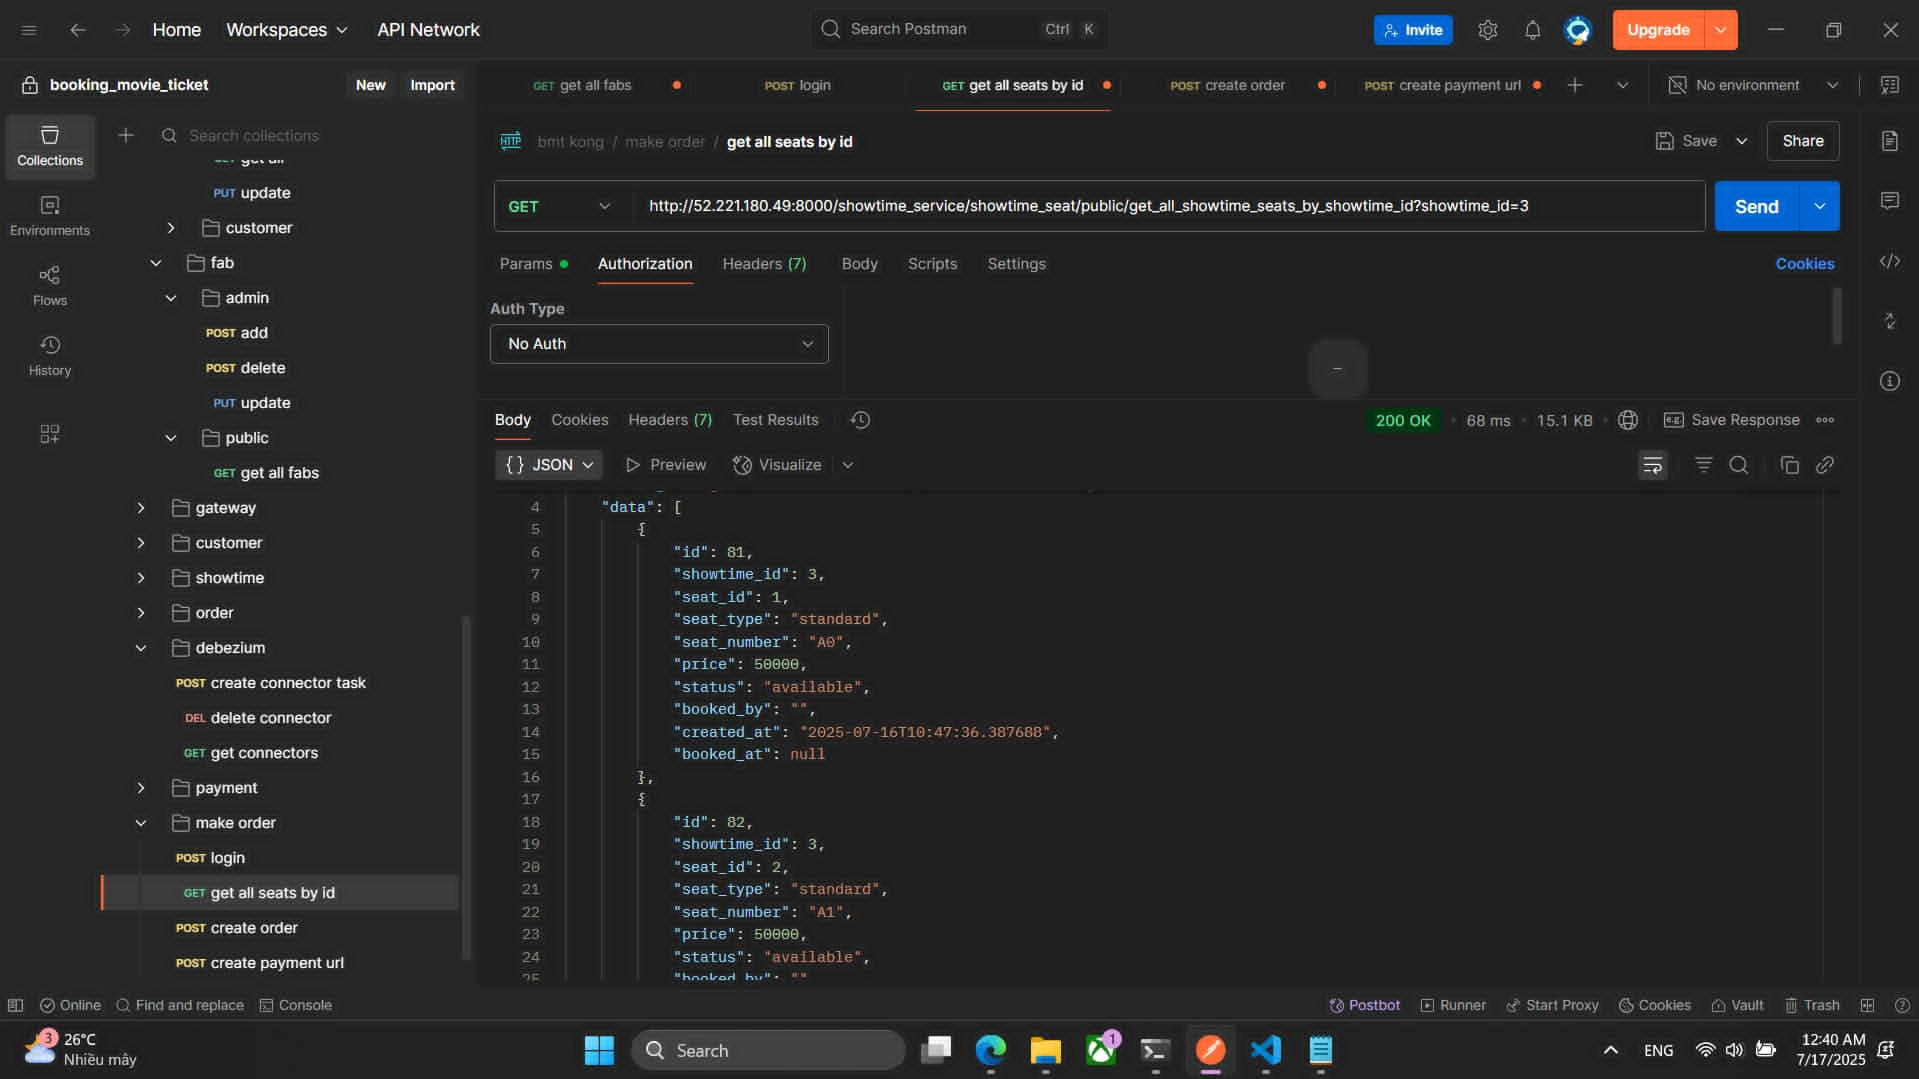 Home
Workspaces
API Network
Search Postman
Ctrl K
Invite
Upgrade
booking_movie_ticket
New
Import
GET get all fabs
POST login
GET get all seats by id
POST create order
POST create payment url
No environment
Collections
Environments
Flows
History
Search collections
PUT update
customer
fab
admin
POST add
POST delete
PUT update
public
GET get all fabs
gateway
customer
showtime
order
debezium
POST create connector task
DEL delete connector
GET get connectors
payment
make order
POST login
GET get all seats by id
POST create order
POST create payment url
HTTP bmt kong / make order / get all seats by id
Save
Share
GET
http://52.221.180.49:8000/showtime_service/showtime_seat/public/get_all_showtime_seats_by_showtime_id?showtime_id=3
Send
Params
Authorization
Headers (7)
Body
Scripts
Settings
Cookies
Auth Type
No Auth
Body
Cookies
Headers (7)
Test Results
200 OK
68 ms
15.1 KB
Save Response
{} JSON
Preview
Visualize
4 "data": [
5 {
6 "id": 81,
7 "showtime_id": 3,
8 "seat_id": 1,
9 "seat_type": "standard",
10 "seat_number": "A0",
11 "price": 50000,
12 "status": "available",
13 "booked_by": "",
14 "created_at": "2025-07-16T10:47:36.387688",
15 "booked_at": null
16 },
17 {
18 "id": 82,
19 "showtime_id": 3,
20 "seat_id": 2,
21 "seat_type": "standard",
22 "seat_number": "A1",
23 "price": 50000,
24 "status": "available",
25 "booked_by": ""
Online
Find and replace
Console
Postbot
Runner
Start Proxy
Cookies
Vault
Trash
3
26°C
Nhiều mây
Search
1
ENG
12:40 AM
7/17/2025